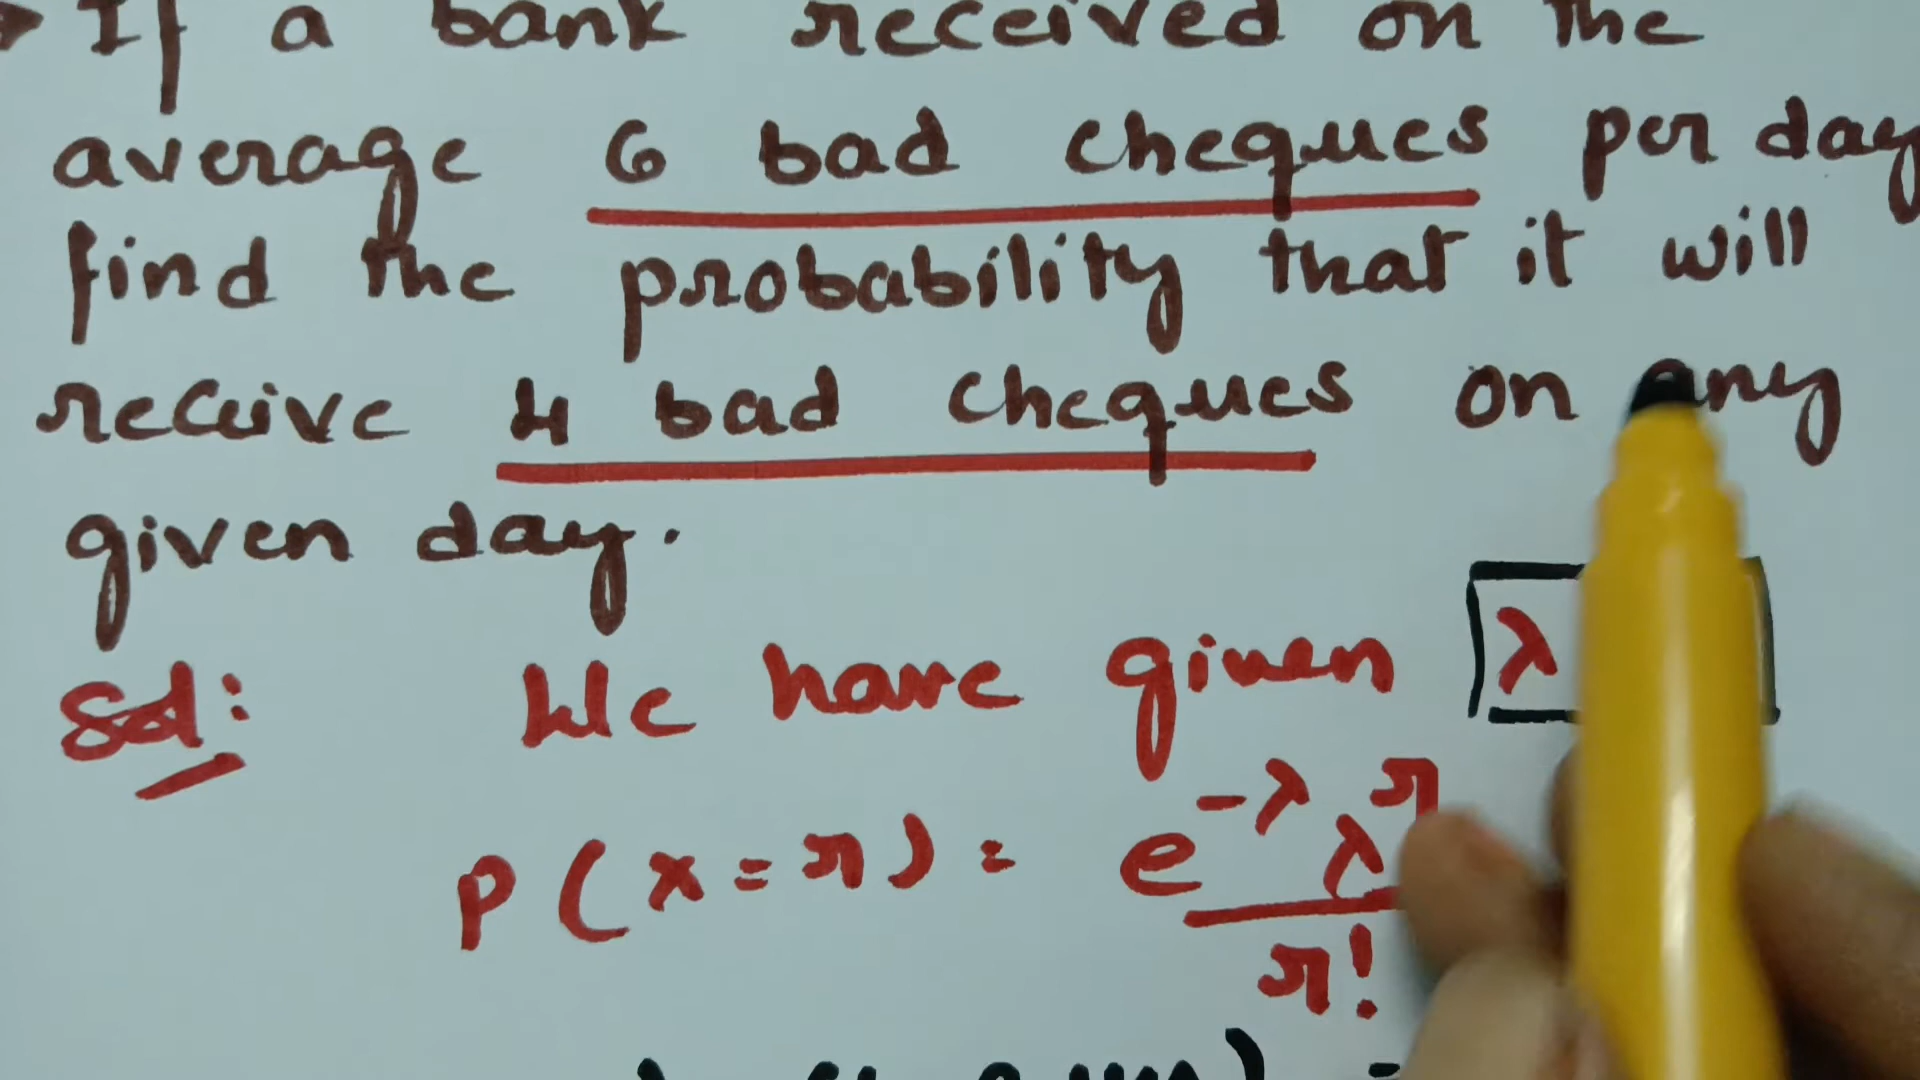 If a bank received on the
average 6 bad cheques per day
find the probability that it will
receive 4 bad cheques on any
given day.
Sol: We have given λ
P(x=r) = e^-λ λ^r
r!